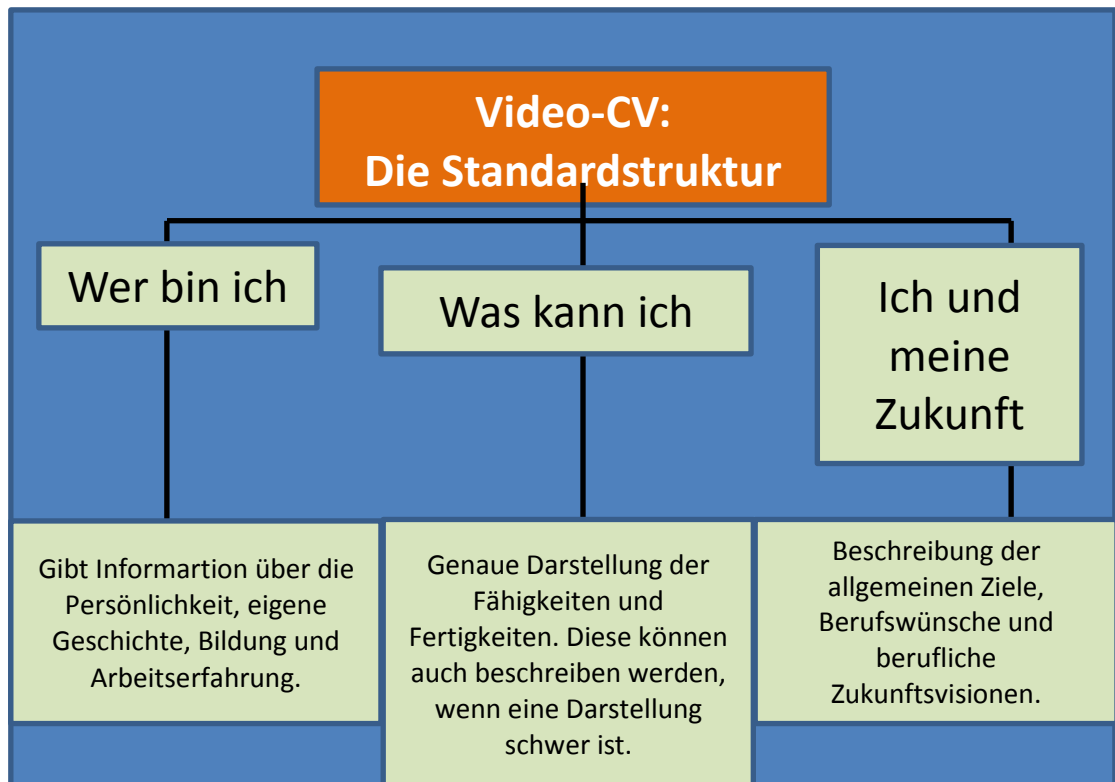 Video-CV:
Die Standardstruktur
Wer bin ich
Was kann ich
Ich und
meine
Zukunft
Gibt Informartion über die
Persönlichkeit, eigene
Geschichte, Bildung und
Arbeitserfahrung.
Genaue Darstellung der
Fähigkeiten und
Fertigkeiten. Diese können
auch beschreiben werden,
wenn eine Darstellung
schwer ist.
Beschreibung der
allgemeinen Ziele,
Berufswünsche und
berufliche
Zukunftsvisionen.